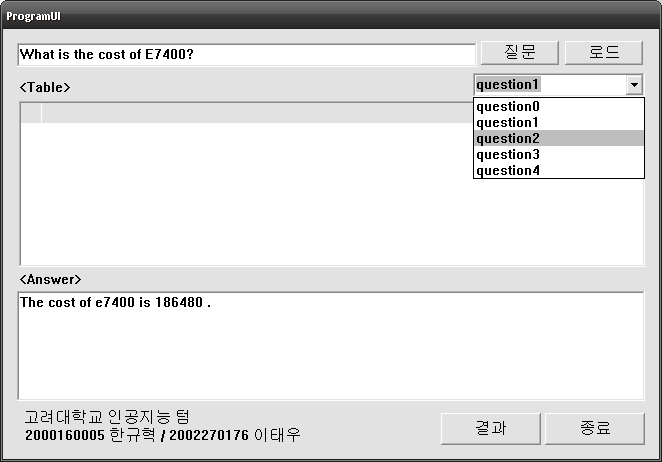 ProgramUI
What is the cost of E7400?
질문
로드
<Table>
question1
question0
question1
question2
question3
question4
<Answer>
The cost of e7400 is 186480 .
고려대학교 인공지능 텀
2000160005 한규혁 / 2002270176 이태우
결과
종료